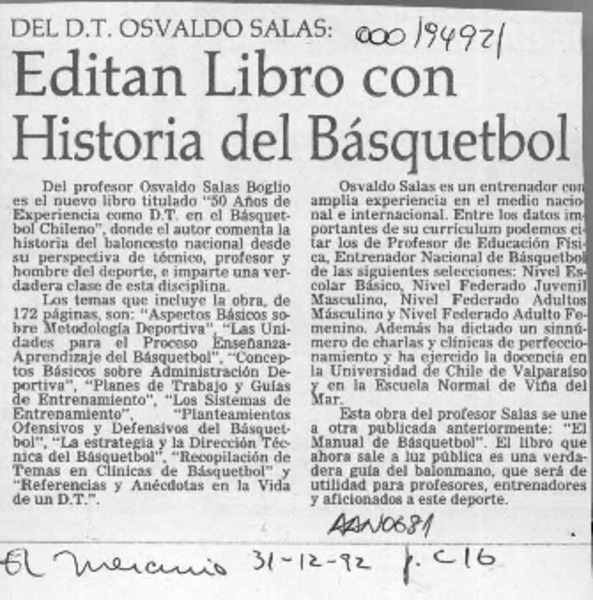 DEL D.T. OSVALDO SALAS:
000194921
Editan Libro con
Historia del Básquetbol
Del profesor Osvaldo Salas Boglio
es el nuevo libro titulado "50 Años de
Experiencia como D.T. en el Básquet-
bol Chileno", donde el autor comenta la
historia del baloncesto nacional desde
su perspectiva de técnico, profesor y
hombre del deporte, e imparte una ver-
dadera clase de esta disciplina.
Los temas que incluye la obra, de
172 páginas, son: "Aspectos Básicos so-
bre Metodología Deportiva", "Las Uni-
dades para el Proceso Enseñanza-
Aprendizaje del Básquetbol", "Concep-
tos Básicos sobre Administración De-
portiva", "Planes de Trabajo y Guías
de Entrenamiento", "Los Sistemas de
Entrenamiento", "Planteamientos
Ofensivos y Defensivos del Básquet-
bol", "La estrategia y la Dirección Téc-
nica del Básquetbol", "Recopilación de
Temas en Clínicas de Básquetbol" y
"Referencias y Anécdotas en la Vida
de un D.T.".
Osvaldo Salas es un entrenador con
amplia experiencia en el medio nacio
nal e internacional. Entre los datos im-
portantes de su curriculum podemos ci-
tar los de Profesor de Educación Físi-
ca, Entrenador Nacional de Básquetbol
de las siguientes selecciones: Nivel Es-
colar Básico, Nivel Federado Juvenil
Masculino, Nivel Federado Adultos
Másculino y Nivel Federado Adulto Fe-
menino. Además ha dictado un sinnú-
mero de charlas y clínicas de perfeccio-
namiento y ha ejercido la docencia en
la Universidad de Chile de Valparaíso
y en la Escuela Normal de Viña del
Mar.
Esta obra del profesor Salas se une
a otra publicada anteriormente: "El
Manual de Básquetbol". El libro que
ahora sale a luz pública es una verda-
dera guía del balonmano, que será de
utilidad para profesores, entrenadores
y aficionados a este deporte.
AAN0681
El Mercurio 31-12-92 p. C16